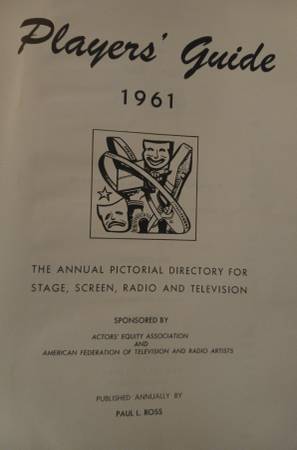 Players' Guide
1961
THE ANNUAL PICTORIAL DIRECTORY FOR
STAGE, SCREEN, RADIO AND TELEVISION
SPONSORED BY
ACTORS' EQUITY ASSOCIATION
AND
AMERICAN FEDERATION OF TELEVISION AND RADIO ARTISTS
PUBLISHED ANNUALLY BY
PAUL L. ROSS